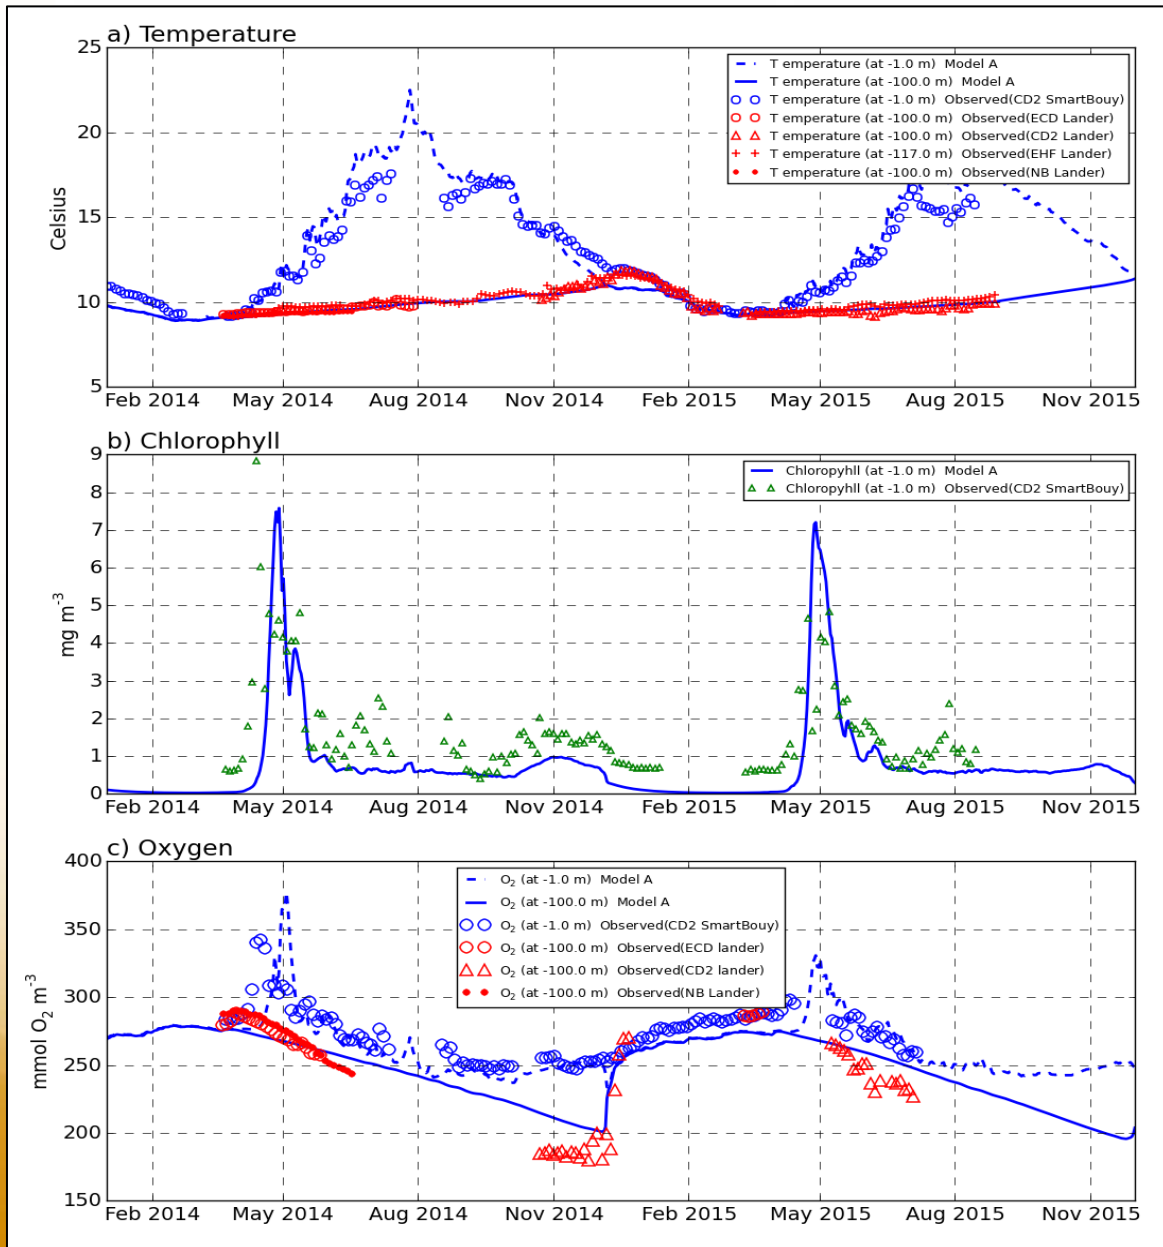 a) Temperature
25
20
15
10
5
Celsius
T emperature (at -1.0 m)  Model A
T emperature (at -100.0 m)  Model A
T emperature (at -1.0 m)  Observed(CD2 SmartBouy)
T emperature (at -100.0 m)  Observed(ECD Lander)
T emperature (at -100.0 m)  Observed(CD2 Lander)
T emperature (at -117.0 m)  Observed(EHF Lander)
T emperature (at -100.0 m)  Observed(NB Lander)
Feb 2014 May 2014 Aug 2014 Nov 2014 Feb 2015 May 2015 Aug 2015 Nov 2015
b) Chlorophyll
9
8
7
6
5
4
3
2
1
0
mg m-3
Chloropyhll (at -1.0 m)  Model A
Chloropyhll (at -1.0 m)  Observed(CD2 SmartBouy)
Feb 2014 May 2014 Aug 2014 Nov 2014 Feb 2015 May 2015 Aug 2015 Nov 2015
c) Oxygen
400
350
300
250
200
150
mmol O2 m-3
O2 (at -1.0 m)  Model A
O2 (at -100.0 m)  Model A
O2 (at -1.0 m)  Observed(CD2 SmartBouy)
O2 (at -100.0 m)  Observed(ECD lander)
O2 (at -100.0 m)  Observed(CD2 lander)
O2 (at -100.0 m)  Observed(NB Lander)
Feb 2014 May 2014 Aug 2014 Nov 2014 Feb 2015 May 2015 Aug 2015 Nov 2015